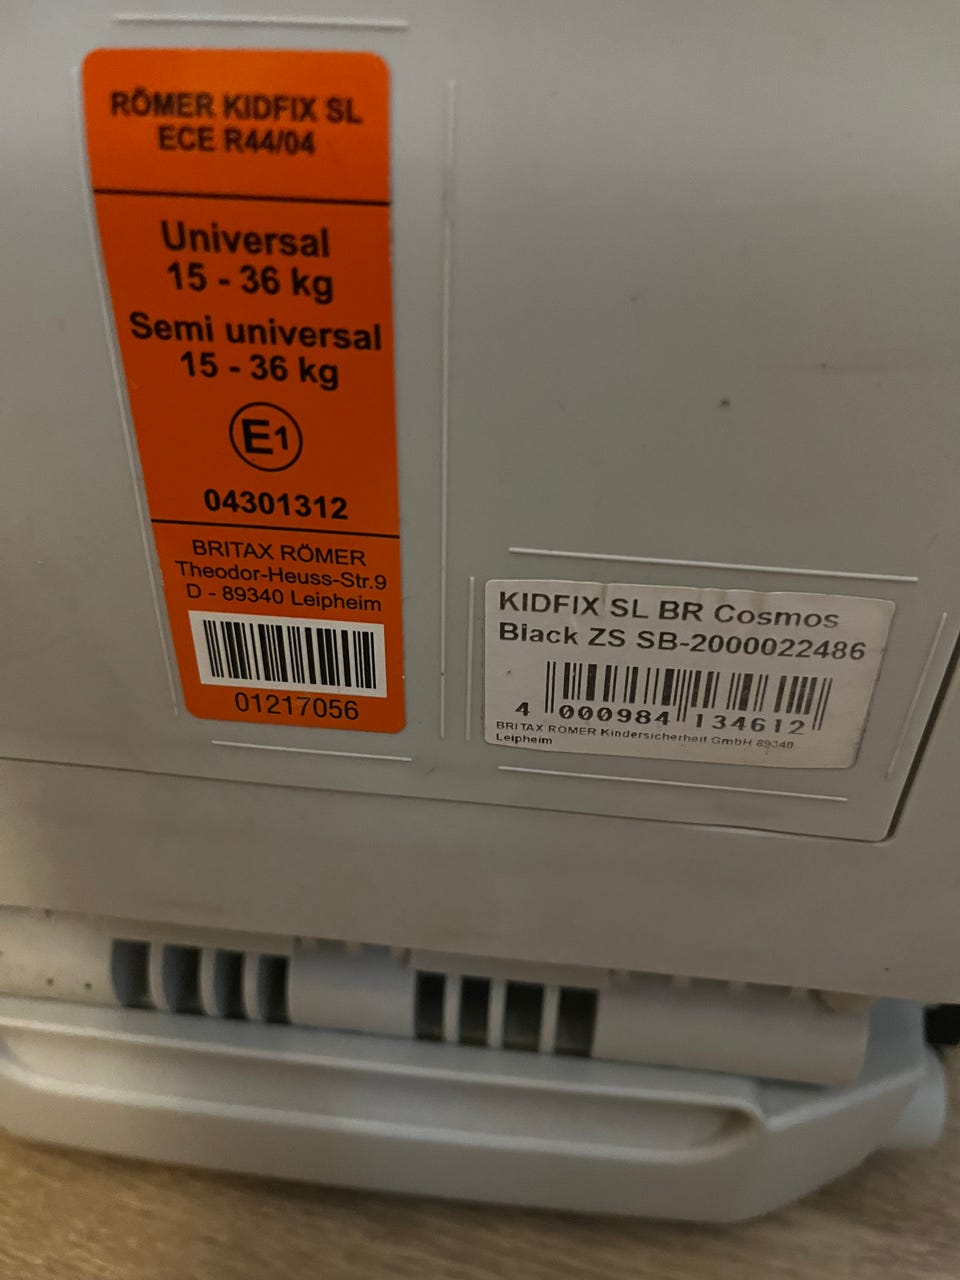 RÖMER KIDFIX SL
ECE R44/04
Universal
15 - 36 kg
Semi universal
15 - 36 kg
E1
04301312
BRITAX RÖMER
Theodor-Heuss-Str.9
D - 89340 Leipheim
01217056
KIDFIX SL BR Cosmos
Black ZS SB-2000022486
4 000984 134612
BRITAX RÖMER Kindersicherheit GmbH 89340
Leipheim